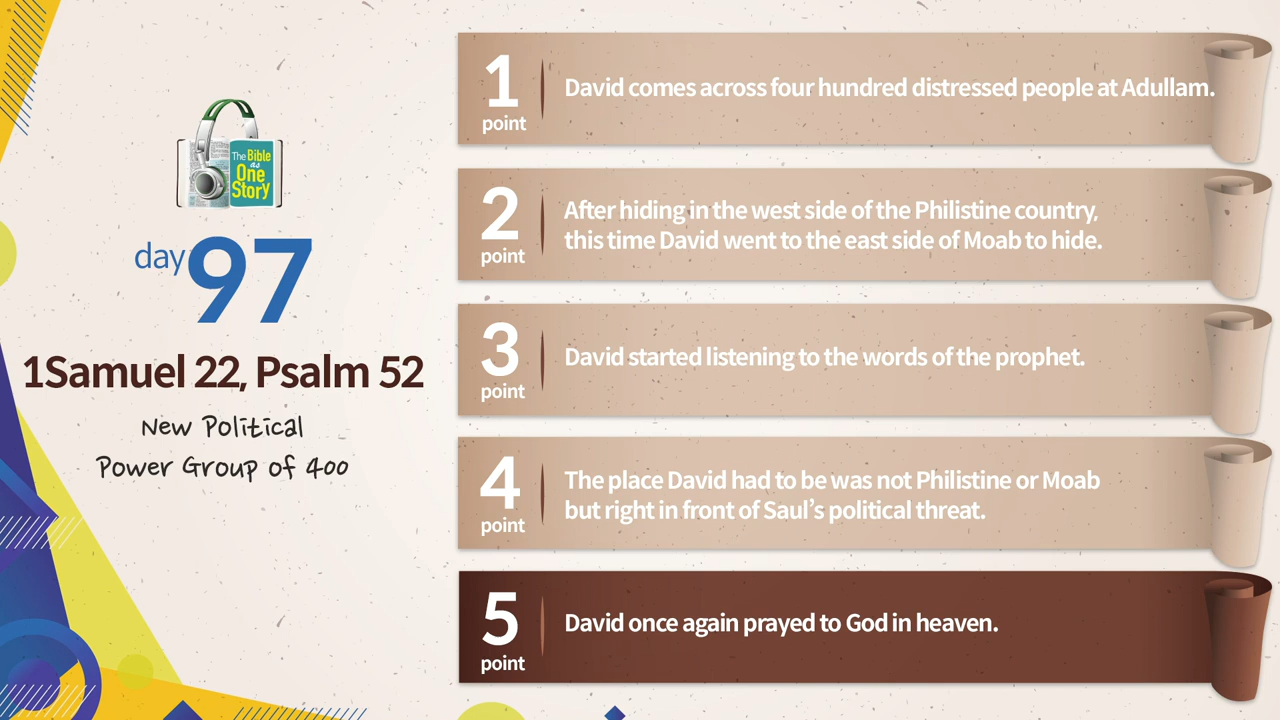 The Bible
as
One
Story
day97
1Samuel 22, Psalm 52
New Political
Power Group of 400
1
point
David comes across four hundred distressed people at Adullam.
2
point
After hiding in the west side of the Philistine country,
this time David went to the east side of Moab to hide.
3
point
David started listening to the words of the prophet.
4
point
The place David had to be was not Philistine or Moab
but right in front of Saul's political threat.
5
point
David once again prayed to God in heaven.